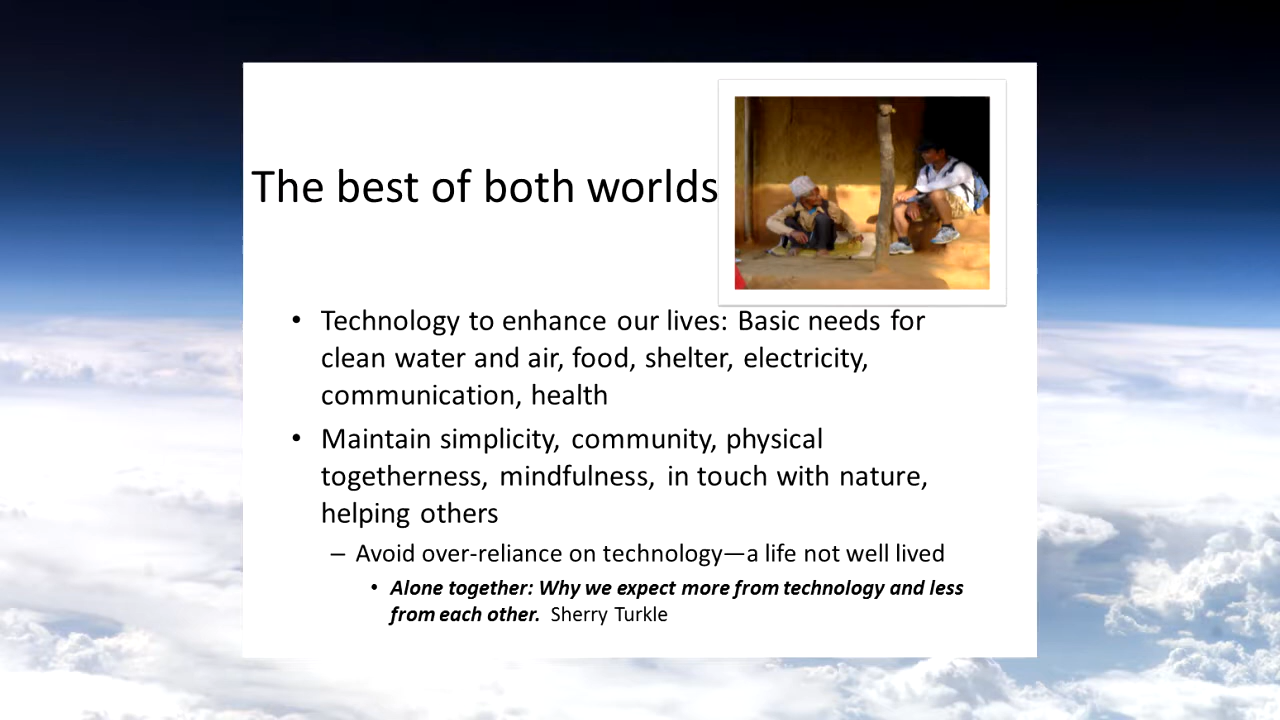 The best of both worlds
• Technology to enhance our lives: Basic needs for
clean water and air, food, shelter, electricity,
communication, health
• Maintain simplicity, community, physical
togetherness, mindfulness, in touch with nature,
helping others
– Avoid over-reliance on technology—a life not well lived
• Alone together: Why we expect more from technology and less
from each other. Sherry Turkle